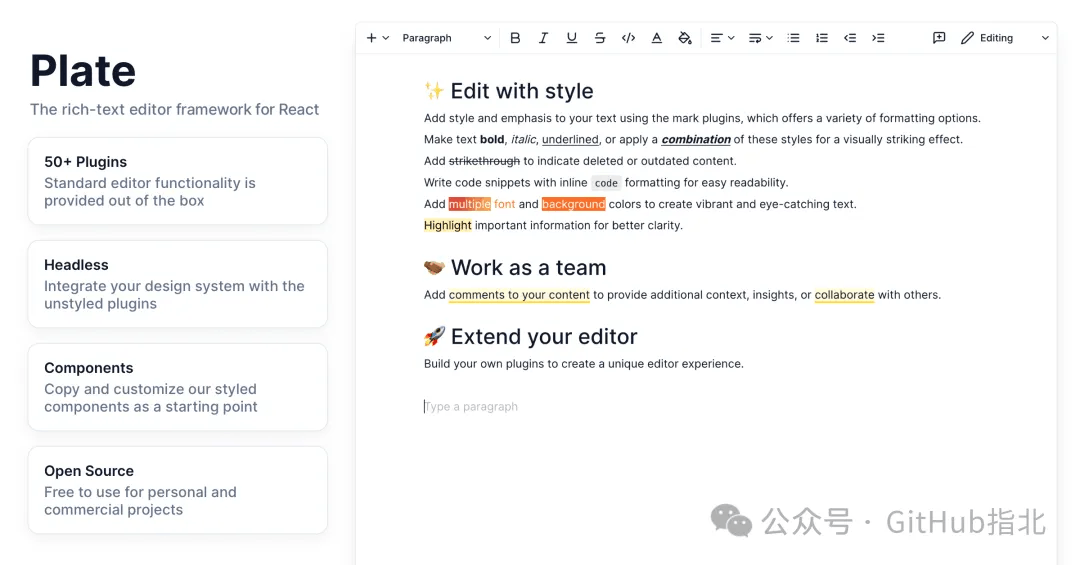 Plate
The rich-text editor framework for React
50+ Plugins
Standard editor functionality is
provided out of the box
Headless
Integrate your design system with the
unstyled plugins
Components
Copy and customize our styled
components as a starting point
Open Source
Free to use for personal and
commercial projects
Paragraph
Editing
✨ Edit with style
Add style and emphasis to your text using the mark plugins, which offers a variety of formatting options.
Make text bold, italic, underlined, or apply a combination of these styles for a visually striking effect.
Add strikethrough to indicate deleted or outdated content.
Write code snippets with inline code formatting for easy readability.
Add multiple font and background colors to create vibrant and eye-catching text.
Highlight important information for better clarity.
🤝 Work as a team
Add comments to your content to provide additional context, insights, or collaborate with others.
🚀 Extend your editor
Build your own plugins to create a unique editor experience.
Type a paragraph
公众号 · GitHub指北